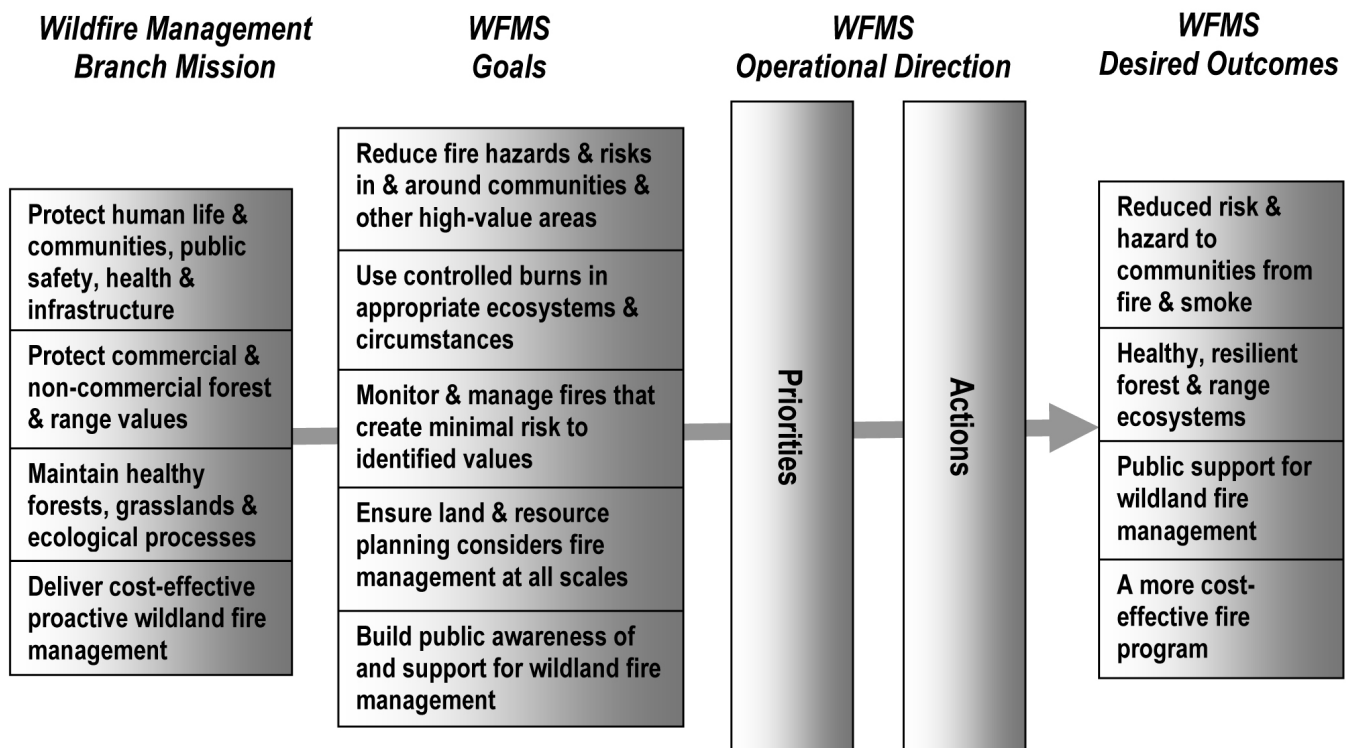 Wildfire Management
Branch Mission
WFMS
Goals
WFMS
Operational Direction
WFMS
Desired Outcomes
Protect human life &
communities, public
safety, health &
infrastructure
Protect commercial &
non-commercial forest
& range values
Maintain healthy
forests, grasslands &
ecological processes
Deliver cost-effective
proactive wildland fire
management
Reduce fire hazards & risks
in & around communities &
other high-value areas
Use controlled burns in
appropriate ecosystems &
circumstances
Monitor & manage fires that
create minimal risk to
identified values
Ensure land & resource
planning considers fire
management at all scales
Build public awareness of
and support for wildland fire
management
Priorities
Actions
Reduced risk &
hazard to
communities from
fire & smoke
Healthy, resilient
forest & range
ecosystems
Public support for
wildland fire
management
A more cost-
effective fire
program